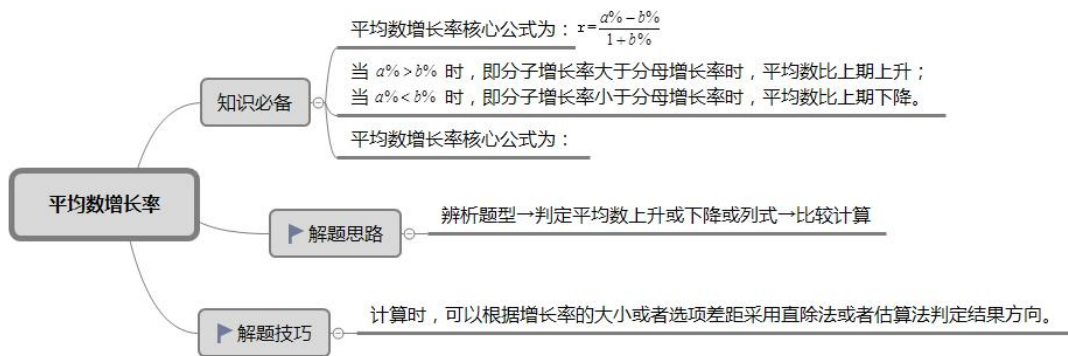 平均数增长率核心公式为：r=\frac{a%-b%}{1+b%}
当 a%>b% 时，即分子增长率大于分母增长率时，平均数比上期上升；
当 a%<b% 时，即分子增长率小于分母增长率时，平均数比上期下降。
知识必备
平均数增长率核心公式为：
平均数增长率
辨析题型→判定平均数上升或下降或列式→比较计算
解题思路
计算时，可以根据增长率的大小或者选项差距采用直除法或者估算法判定结果方向。
解题技巧